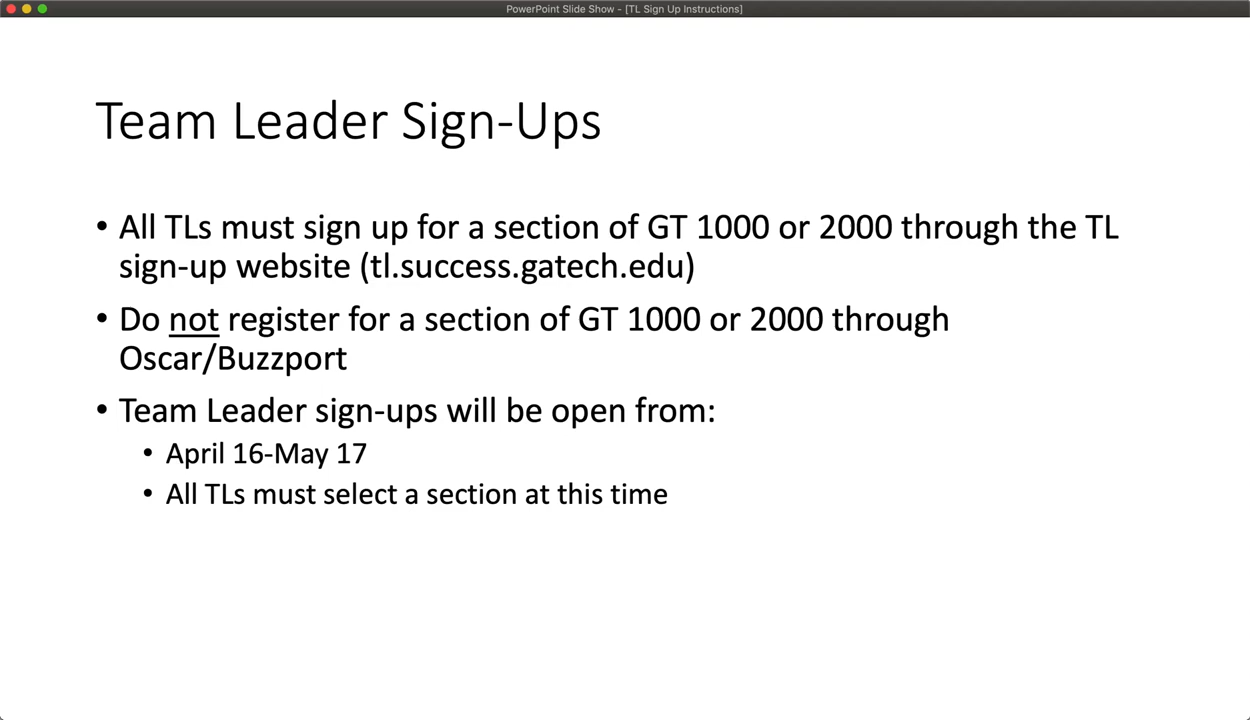 PowerPoint Slide Show - [TL Sign Up Instructions]
Team Leader Sign-Ups
• All TLs must sign up for a section of GT 1000 or 2000 through the TL
sign-up website (tl.success.gatech.edu)
• Do not register for a section of GT 1000 or 2000 through
Oscar/Buzzport
• Team Leader sign-ups will be open from:
• April 16-May 17
• All TLs must select a section at this time